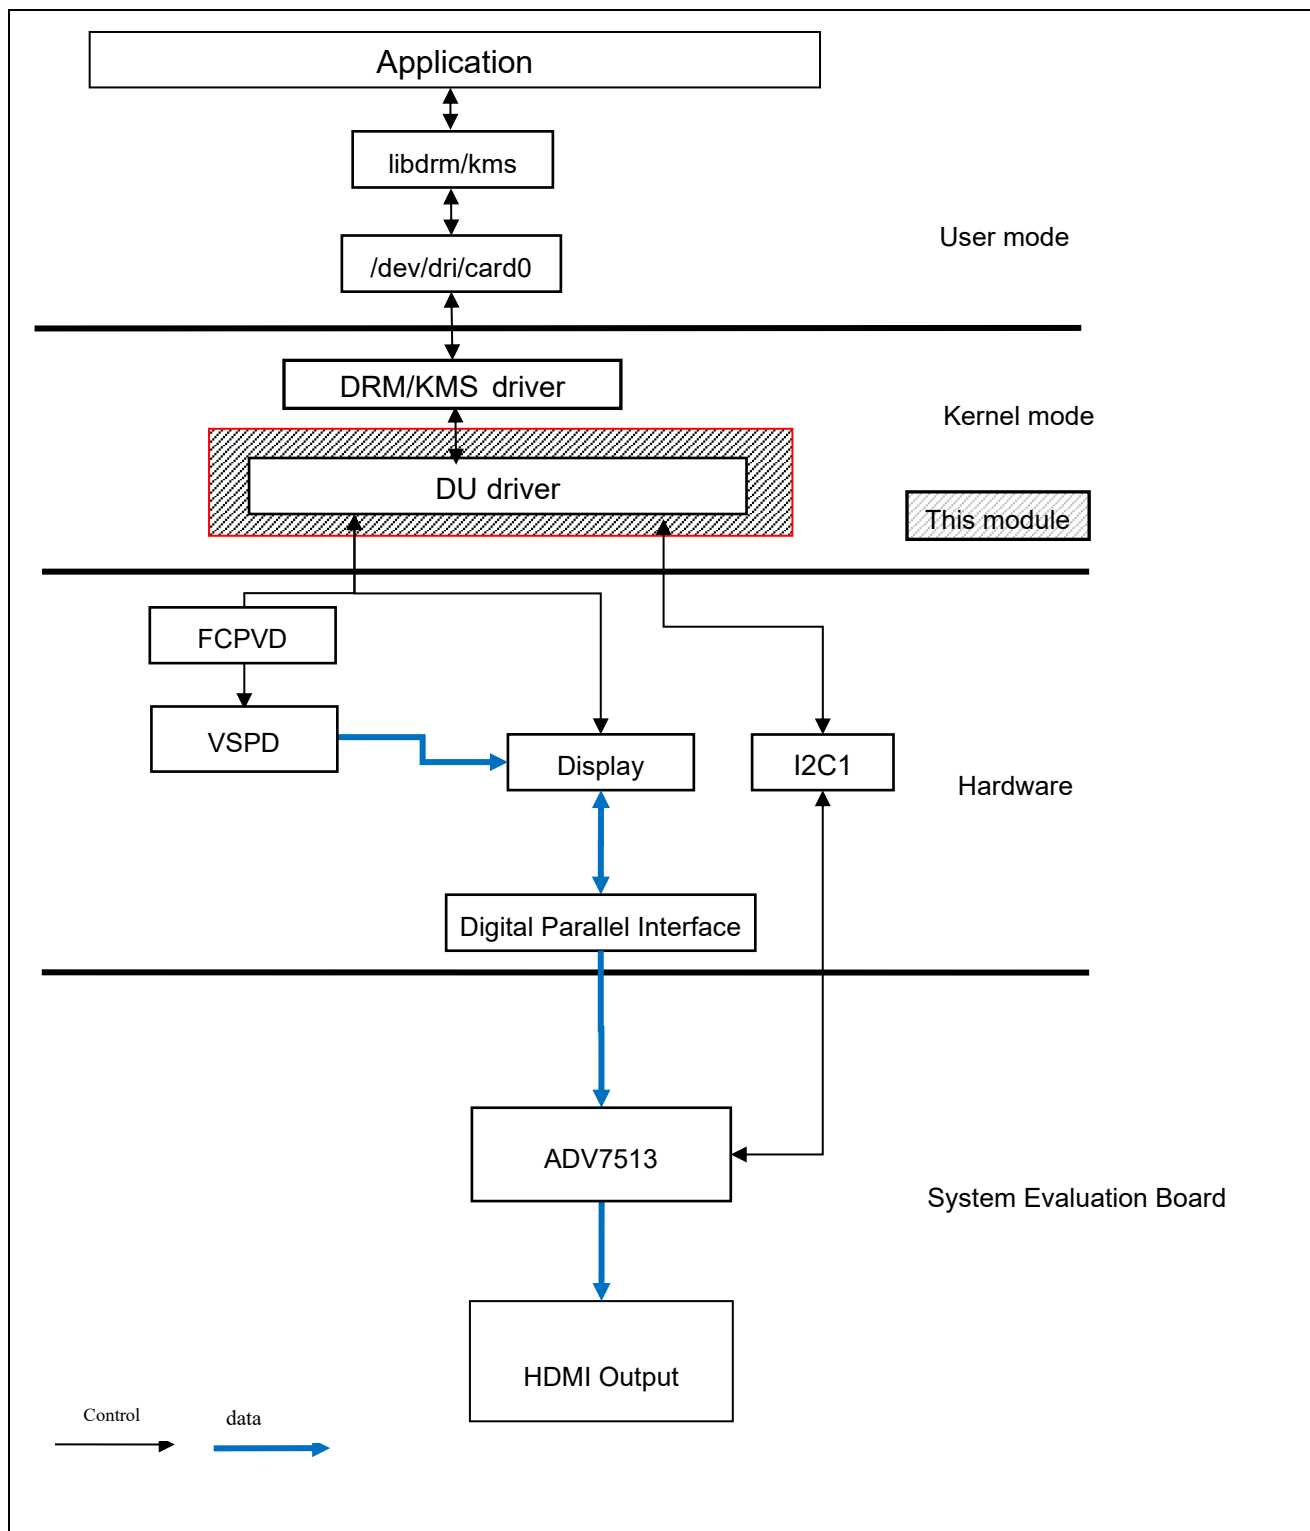 Application
libdrm/kms
/dev/dri/card0
User mode
DRM/KMS driver
Kernel mode
DU driver
This module
FCPVD
VSPD
Display
I2C1
Hardware
Digital Parallel Interface
ADV7513
System Evaluation Board
HDMI Output
Control
data